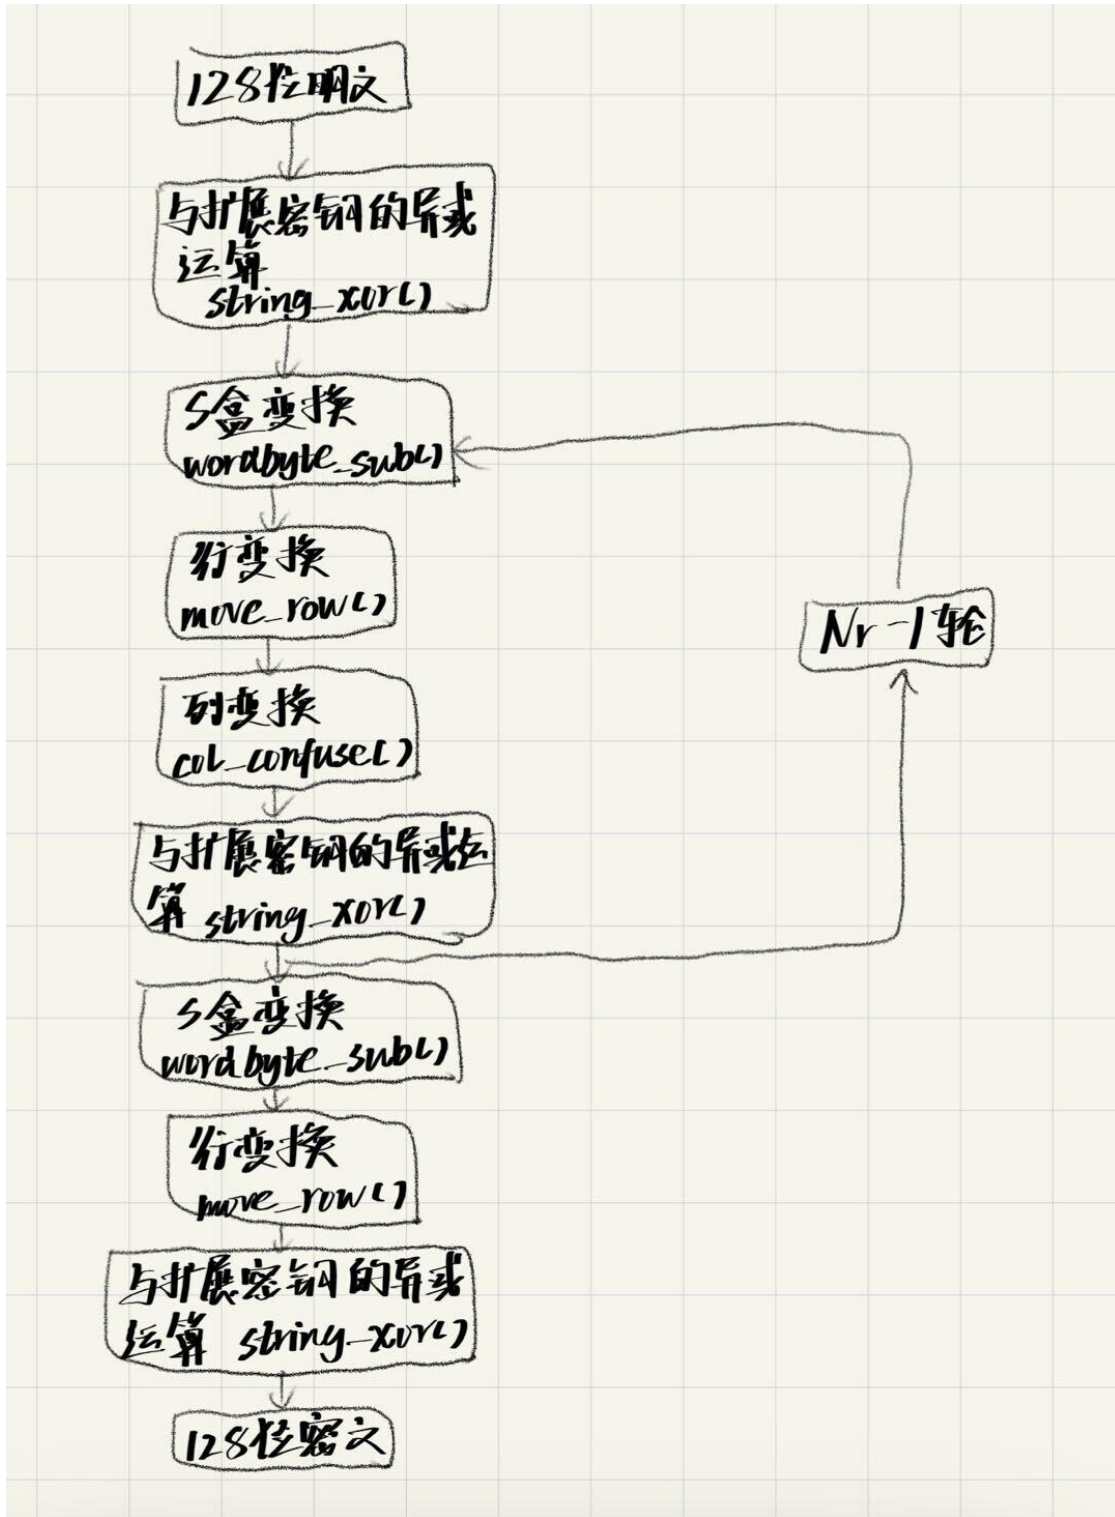 128位明文
与扩展密钥的异或
运算
string_xor()
S盒变换
wordbyte_sub()
行变换
move_row()
列变换
col_confuse()
Nr-1轮
与扩展密钥的异或运
算 string_xor()
S盒变换
wordbyte_sub()
行变换
move_row()
与扩展密钥的异或
运算 string_xor()
128位密文